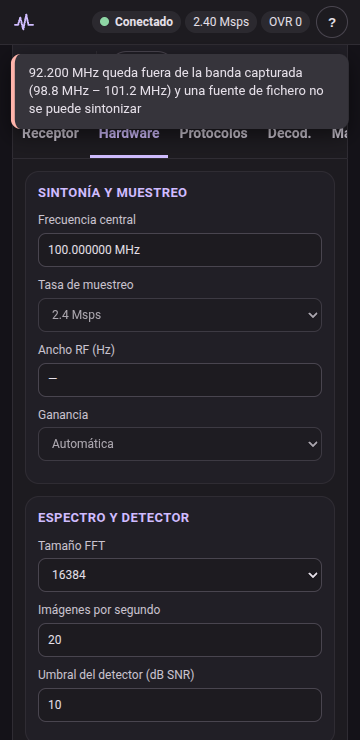 Conectado
2.40 Msps
OVR 0
?
92.200 MHz queda fuera de la banda capturada
(98.8 MHz – 101.2 MHz) y una fuente de fichero no
se puede sintonizar
Receptor
Hardware
Protocolos
Decod.
Ma
SINTONÍA Y MUESTREO
Frecuencia central
100.000000 MHz
Tasa de muestreo
2.4 Msps
Ancho RF (Hz)
—
Ganancia
Automática
ESPECTRO Y DETECTOR
Tamaño FFT
16384
Imágenes por segundo
20
Umbral del detector (dB SNR)
10